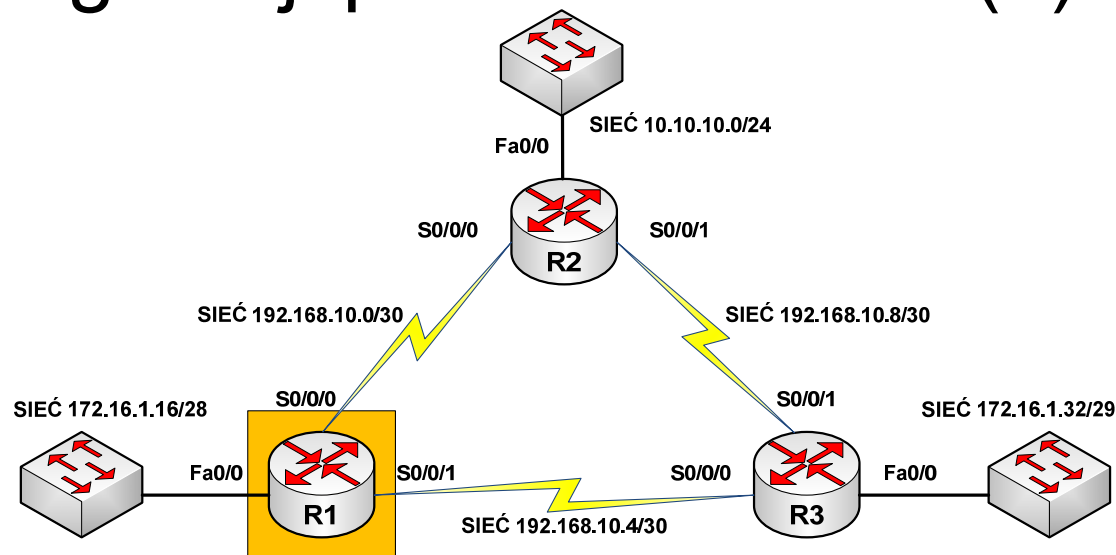 SIEĆ 10.10.10.0/24
Fa0/0
S0/0/0
S0/0/1
R2
SIEĆ 192.168.10.0/30
SIEĆ 192.168.10.8/30
S0/0/0
S0/0/1
SIEĆ 172.16.1.16/28
SIEĆ 172.16.1.32/29
Fa0/0
S0/0/1
S0/0/0
Fa0/0
R1
R3
SIEĆ 192.168.10.4/30